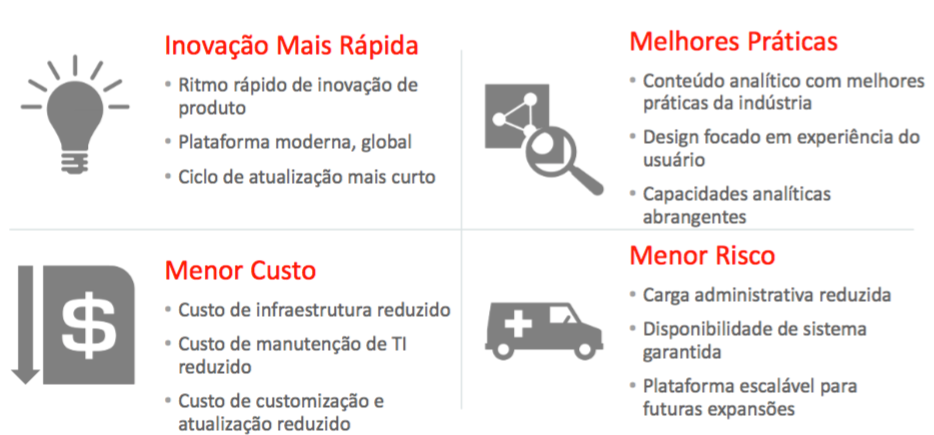 Inovação Mais Rápida
• Ritmo rápido de inovação de
produto
• Plataforma moderna, global
• Ciclo de atualização mais curto
Melhores Práticas
• Conteúdo analítico com melhores
práticas da indústria
• Design focado em experiência do
usuário
• Capacidades analíticas
abrangentes
$
Menor Custo
• Custo de infraestrutura reduzido
• Custo de manutenção de TI
reduzido
• Custo de customização e
atualização reduzido
Menor Risco
• Carga administrativa reduzida
• Disponibilidade de sistema
garantida
• Plataforma escalável para
futuras expansões